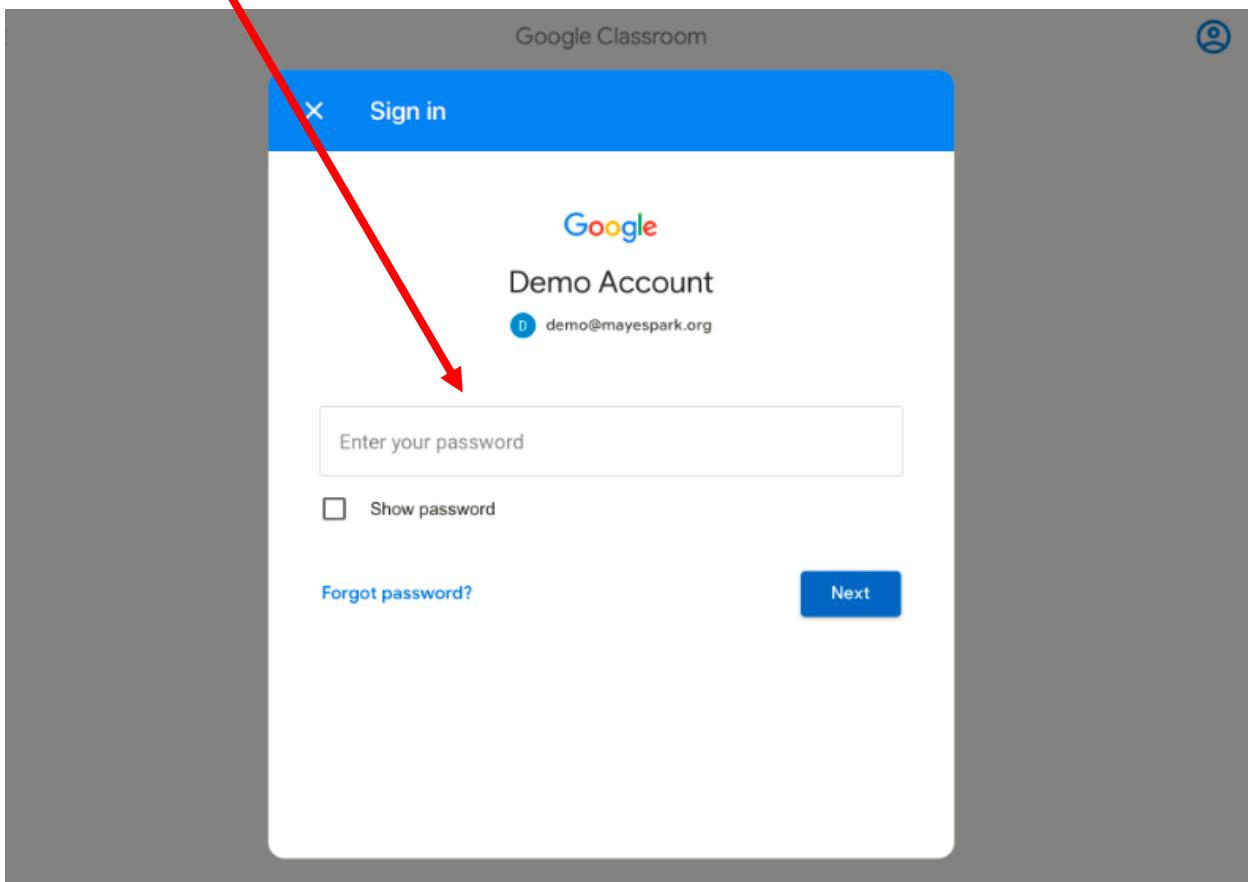 Google Classroom
Sign in
Google
Demo Account
D demo@mayespark.org
Enter your password
Show password
Forgot password? Next